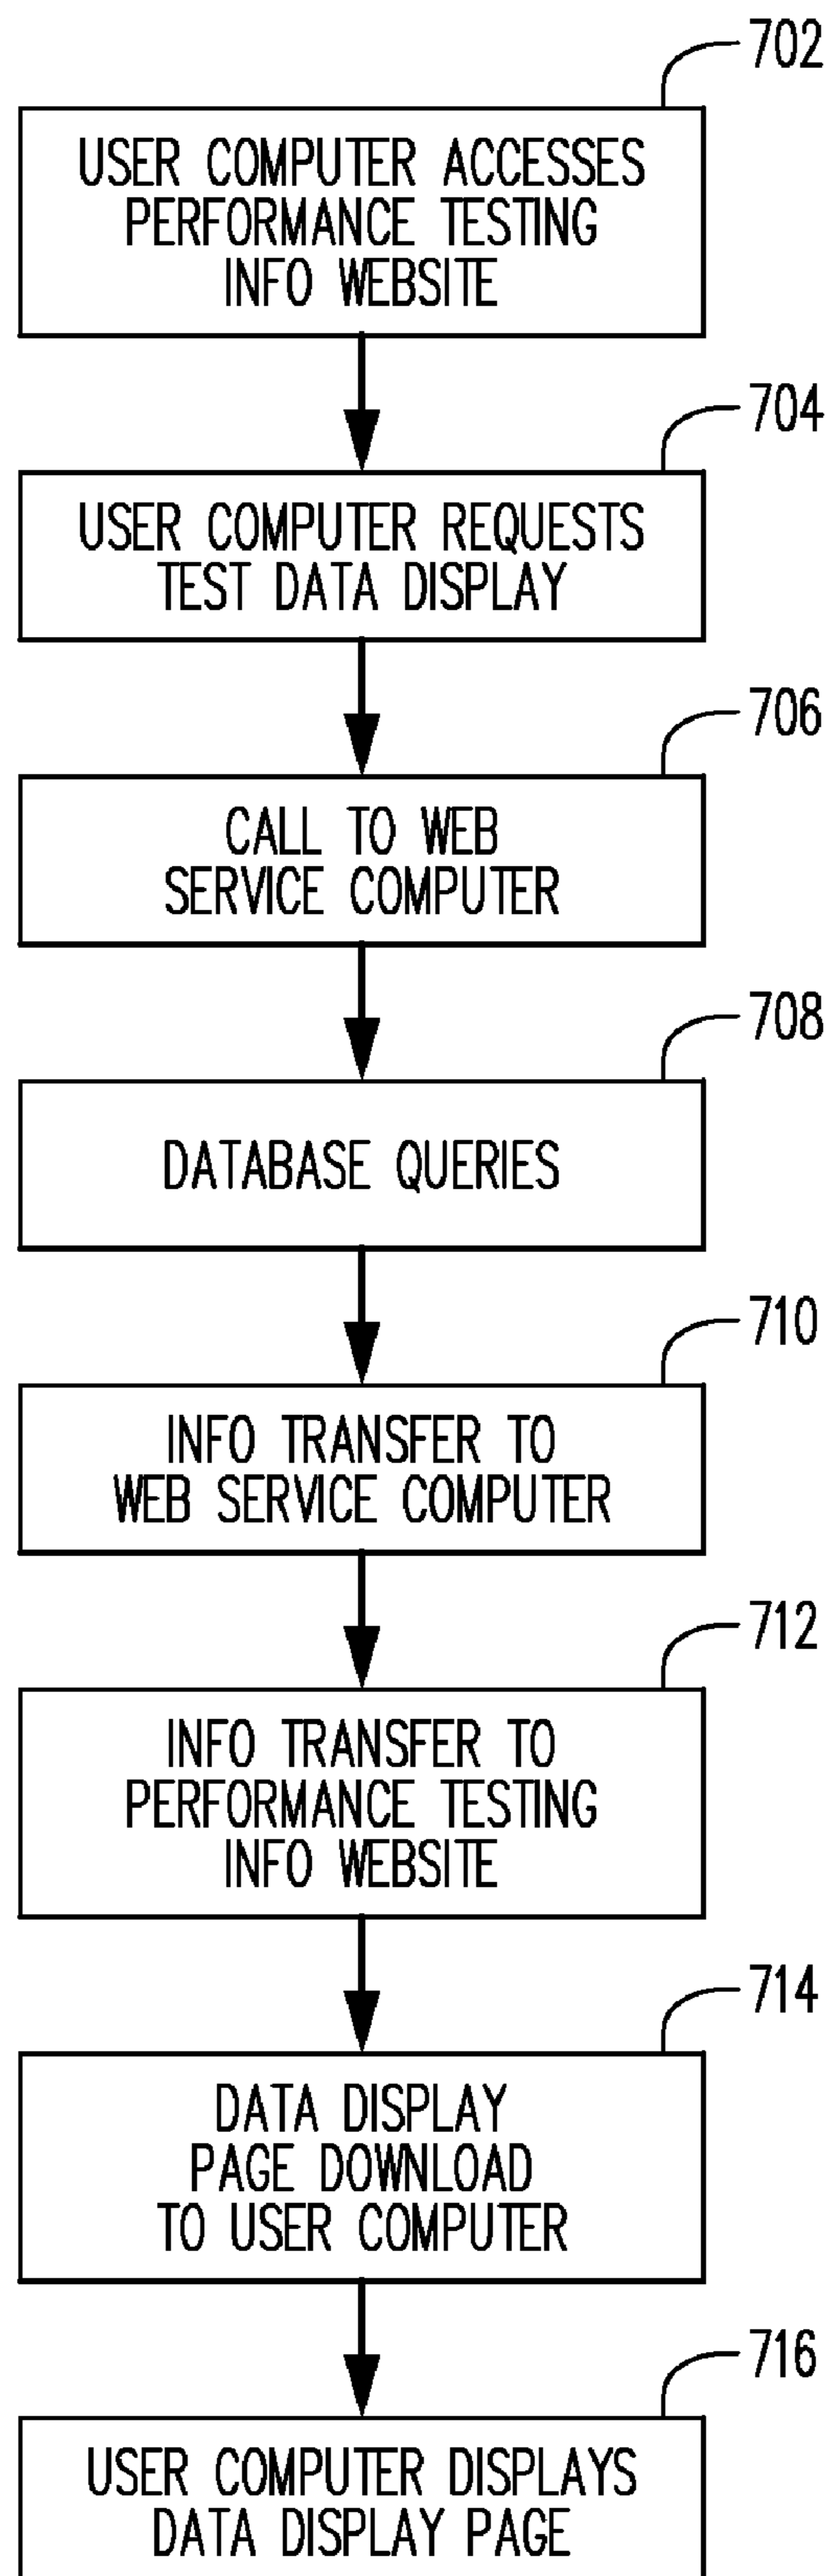 702
USER COMPUTER ACCESSES
PERFORMANCE TESTING
INFO WEBSITE
704
USER COMPUTER REQUESTS
TEST DATA DISPLAY
706
CALL TO WEB
SERVICE COMPUTER
708
DATABASE QUERIES
710
INFO TRANSFER TO
WEB SERVICE COMPUTER
712
INFO TRANSFER TO
PERFORMANCE TESTING
INFO WEBSITE
714
DATA DISPLAY
PAGE DOWNLOAD
TO USER COMPUTER
716
USER COMPUTER DISPLAYS
DATA DISPLAY PAGE